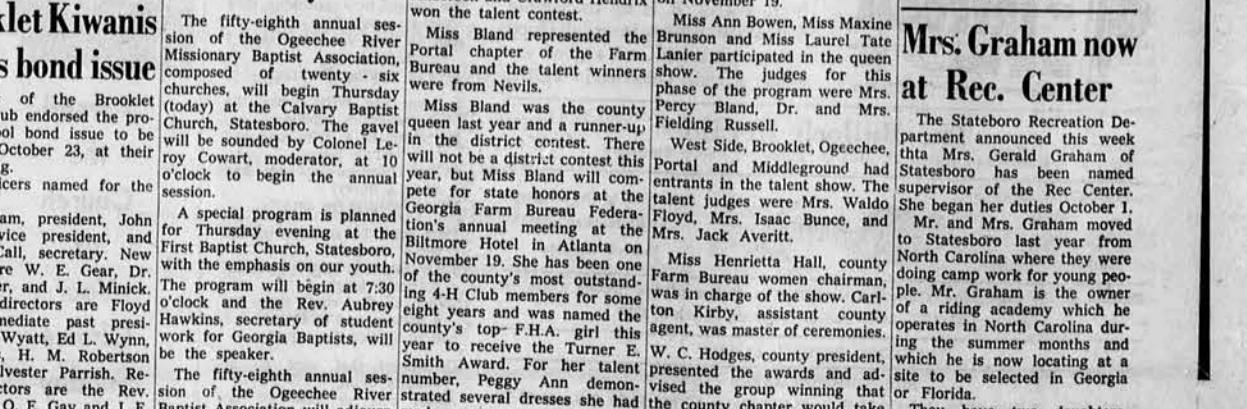 klet Kiwanis
s bond issue
of the Brooklet
ub endorsed the pro-
ol bond issue to be
October 23, at their
g.
icers named for the
am, president, John
vice president, and
Call, secretary. New
re W. E. Gear, Dr.
er, and J. L. Minick.
directors are Floyd
mediate past presi-
Wyatt, Ed L. Wynn,
H. M. Robertson
lvester Parrish. Re-
ctors are the Rev.
O. F. Gay and J. F.
The fifty-eighth annual ses-
sion of the Ogeechee River
Missionary Baptist Association,
composed of twenty - six
churches, will begin Thursday
(today) at the Calvary Baptist
Church, Statesboro. The gavel
will be sounded by Colonel Le-
roy Cowart, moderator, at 10
o'clock to begin the annual
session.
A special program is planned
for Thursday evening at the
First Baptist Church, Statesboro,
with the emphasis on our youth.
The program will begin at 7:30
o'clock and the Rev. Aubrey
Hawkins, secretary of student
work for Georgia Baptists, will
be the speaker.
The fifty-eighth annual ses-
sion of the Ogeechee River
Baptist Association will adjourn
won the talent contest.
Miss Bland represented the
Portal chapter of the Farm
Bureau and the talent winners
were from Nevils.
Miss Bland was the county
queen last year and a runner-up
in the district contest. There
will not be a district contest this
year, but Miss Bland will com-
pete for state honors at the
Georgia Farm Bureau Federa-
tion's annual meeting at the
Biltmore Hotel in Atlanta on
November 19. She has been one
of the county's most outstand-
ing 4-H Club members for some
eight years and was named the
county's top- F.H.A. girl this
year to receive the Turner E.
Smith Award. For her talent
number, Peggy Ann demon-
strated several dresses she had
on November 19.
Miss Ann Bowen, Miss Maxine
Brunson and Miss Laurel Tate
Lanier participated in the queen
show. The judges for this
phase of the program were Mrs.
Percy Bland, Dr. and Mrs.
Fielding Russell.
West Side, Brooklet, Ogeechee,
Portal and Middleground had
entrants in the talent show. The
talent judges were Mrs. Waldo
Floyd, Mrs. Isaac Bunce, and
Mrs. Jack Averitt.
Miss Henrietta Hall, county
Farm Bureau women chairman,
was in charge of the show. Carl-
ton Kirby, assistant county
agent, was master of ceremonies.
W. C. Hodges, county president,
presented the awards and ad-
vised the group winning that
the county chapter would take
Mrs. Graham now
at Rec. Center
The Stateboro Recreation De-
partment announced this week
thta Mrs. Gerald Graham of
Statesboro has been named
supervisor of the Rec Center.
She began her duties October 1.
Mr. and Mrs. Graham moved
to Statesboro last year from
North Carolina where they were
doing camp work for young peo-
ple. Mr. Graham is the owner
of a riding academy which he
operates in North Carolina dur-
ing the summer months and
which he is now locating at a
site to be selected in Georgia
or Florida.